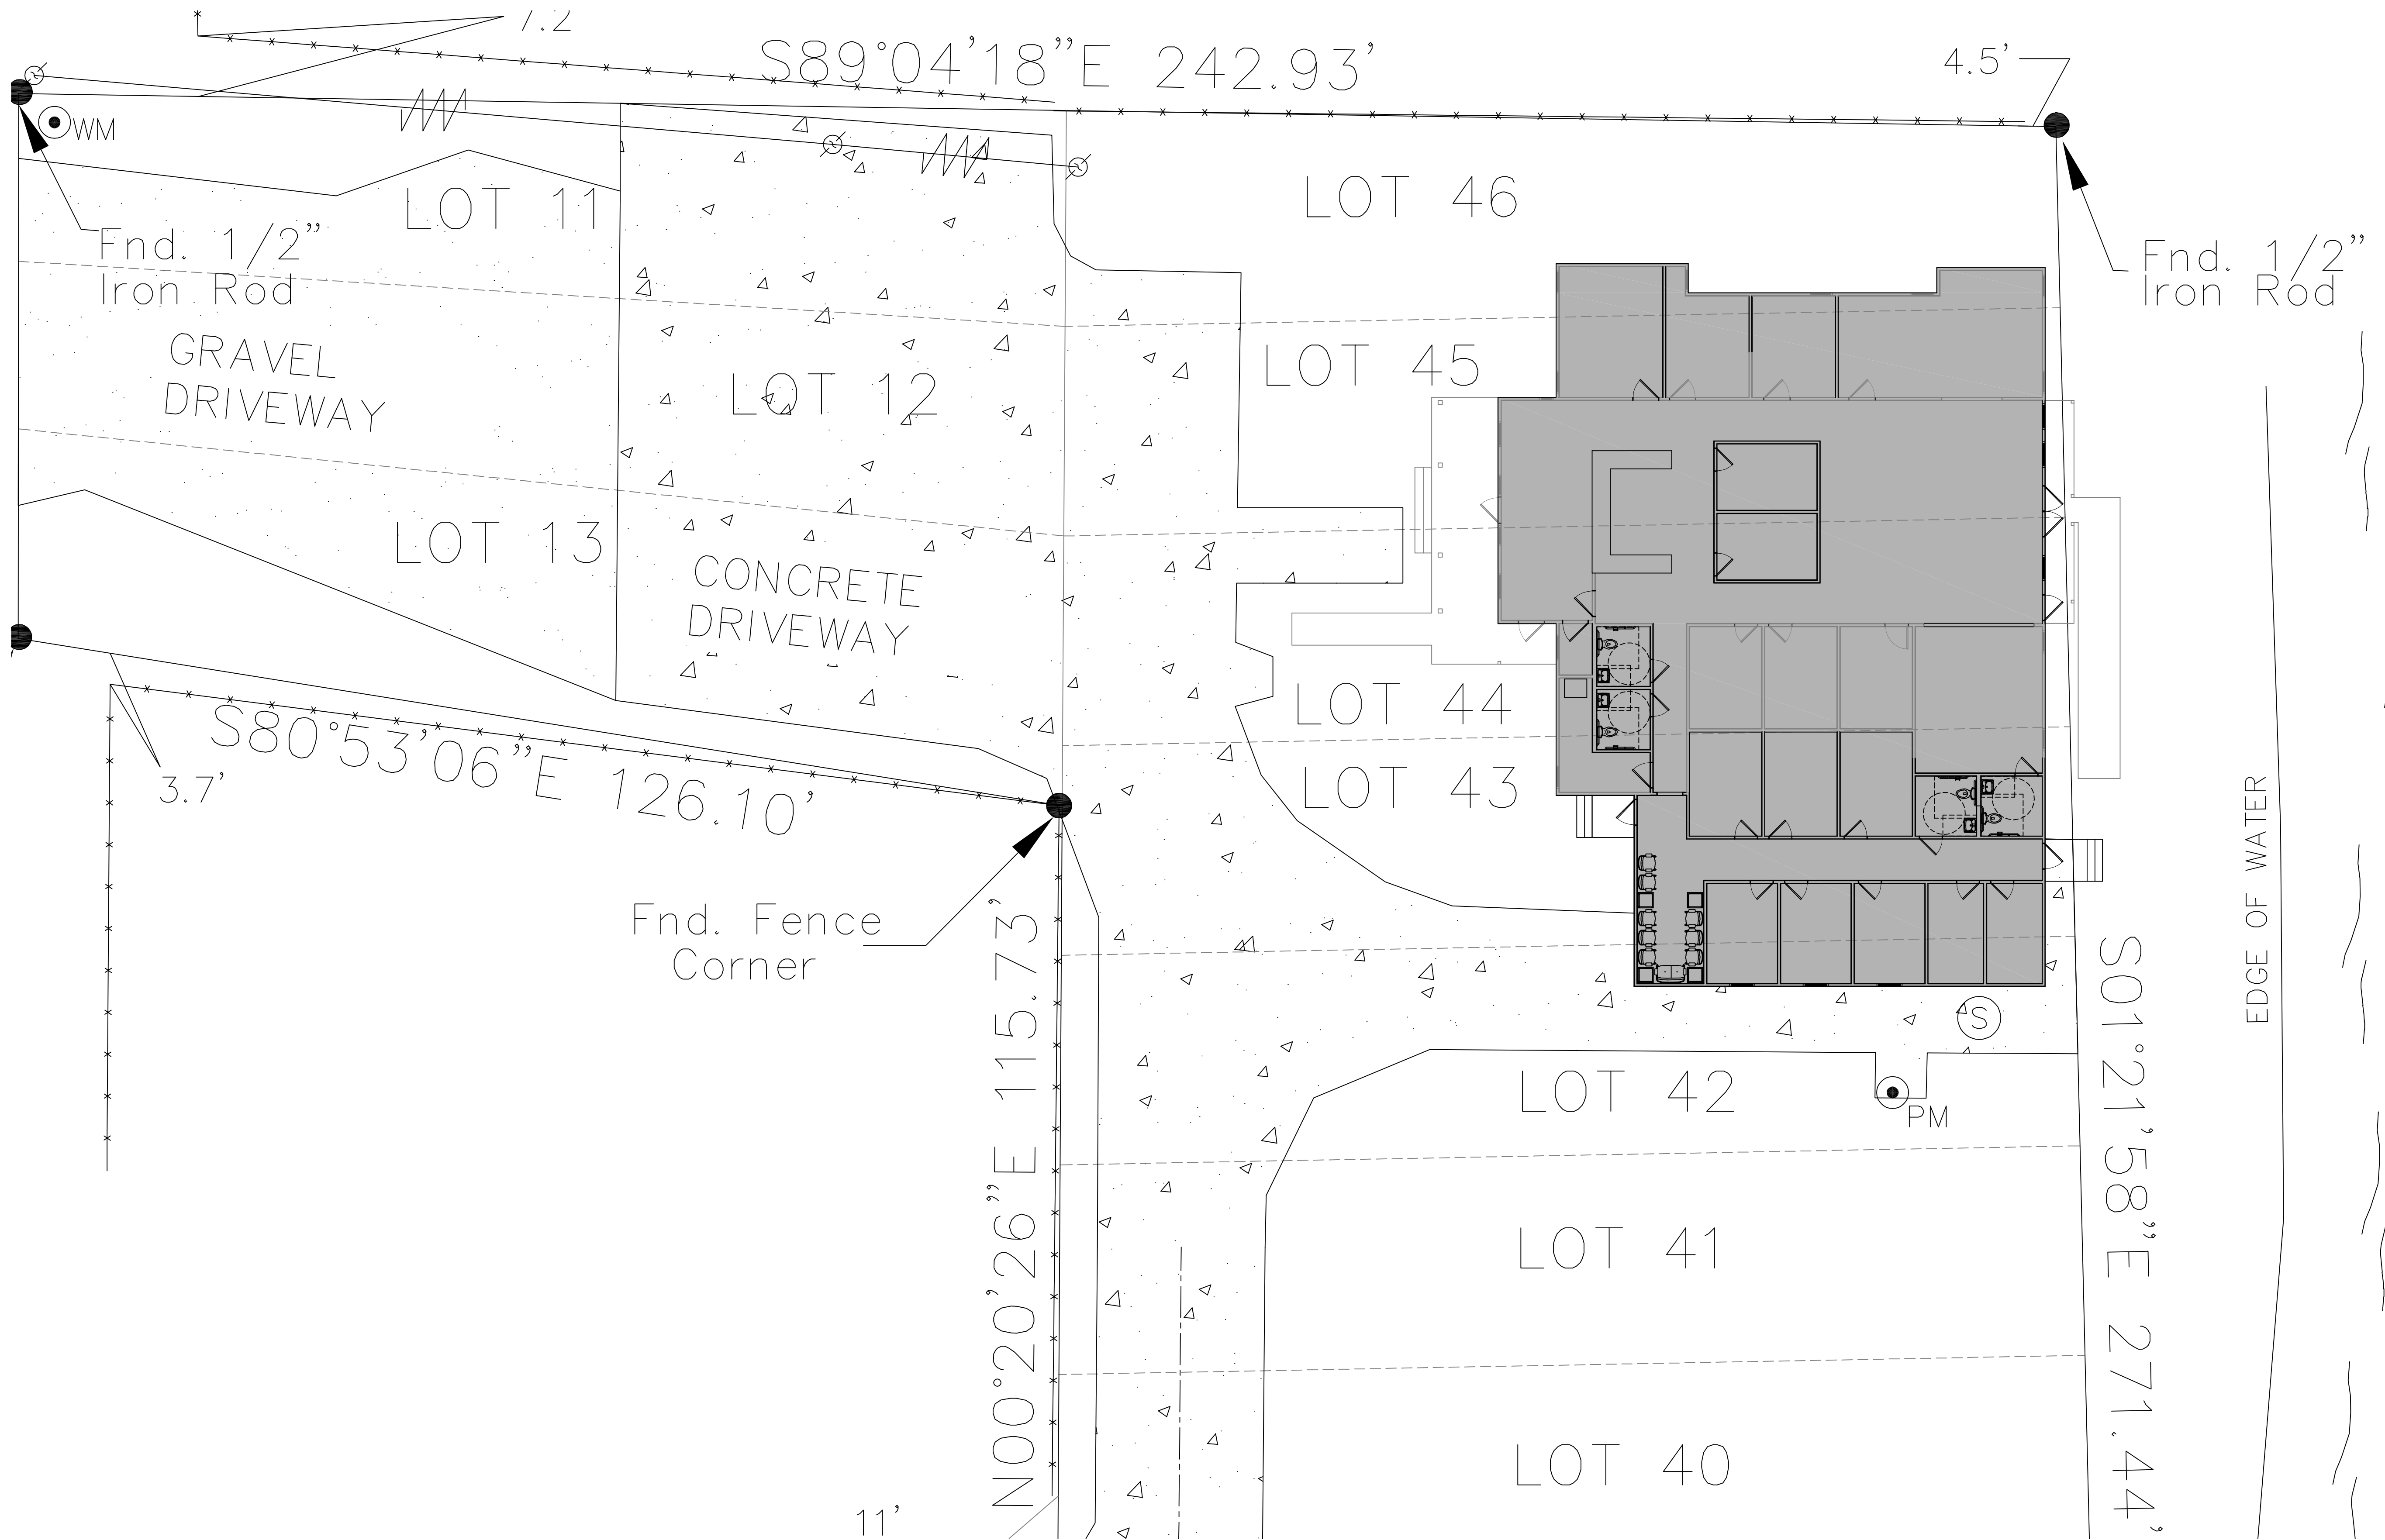 7.2'
S89°04'18"E 242.93'
4.5'
WM
LOT 11
LOT 46
Fnd. 1/2"
Iron Rod
Fnd. 1/2"
Iron Rod
GRAVEL
DRIVEWAY
LOT 12
LOT 45
LOT 13
CONCRETE
DRIVEWAY
LOT 44
S80°53'06"E 126.10'
3.7'
LOT 43
EDGE OF WATER
Fnd. Fence
Corner
N00°20'26"E 115.73'
S01°21'58"E 271.44'
S
LOT 42
PM
LOT 41
LOT 40
11'